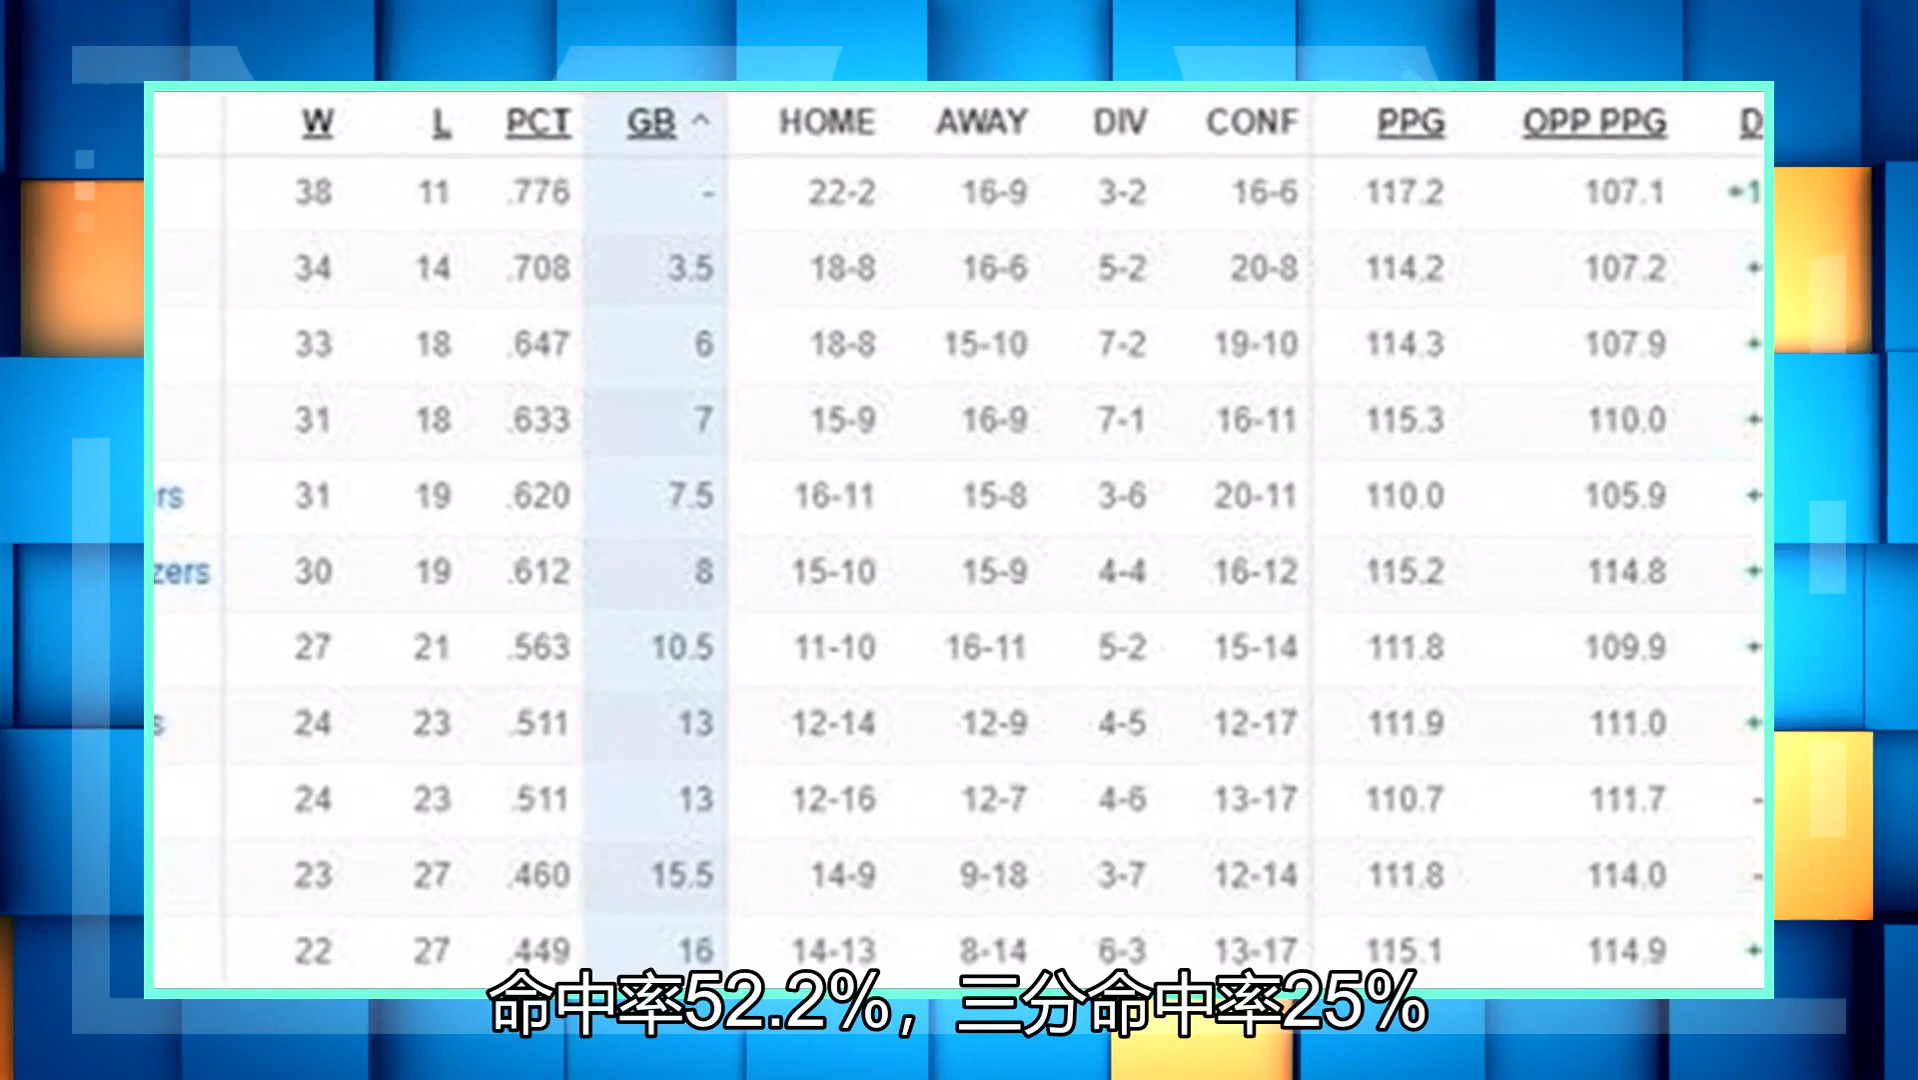 W L PCT GB ^ HOME AWAY DIV CONF PPG OPP PPG D
38 11 .776 - 22-2 16-9 3-2 16-6 117.2 107.1 +1
34 14 .708 3.5 18-8 16-6 5-2 20-8 114.2 107.2 +
33 18 .647 6 18-8 15-10 7-2 19-10 114.3 107.9 +
31 18 .633 7 15-9 16-9 7-1 16-11 115.3 110.0 +
rs 31 19 .620 7.5 16-11 15-8 3-6 20-11 110.0 105.9 +
zers 30 19 .612 8 15-10 15-9 4-4 16-12 115.2 114.8 +
27 21 .563 10.5 11-10 16-11 5-2 15-14 111.8 109.9 +
s 24 23 .511 13 12-14 12-9 4-5 12-17 111.9 111.0 +
24 23 .511 13 12-16 12-7 4-6 13-17 110.7 111.7 -
23 27 .460 15.5 14-9 9-18 3-7 12-14 111.8 114.0 -
22 27 .449 16 14-13 8-14 6-3 13-17 115.1 114.9 +
命中率52.2%，三分命中率25%